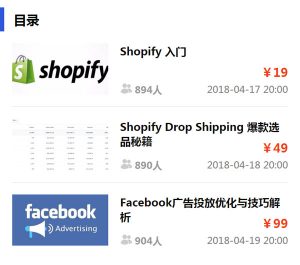 目录
shopify
Shopify 入门
￥19
894人
2018-04-17 20:00
Shopify Drop Shipping 爆款选
品秘籍
￥49
890人
2018-04-18 20:00
facebook
Advertising
Facebook广告投放优化与技巧解
析
￥99
904人
2018-04-19 20:00